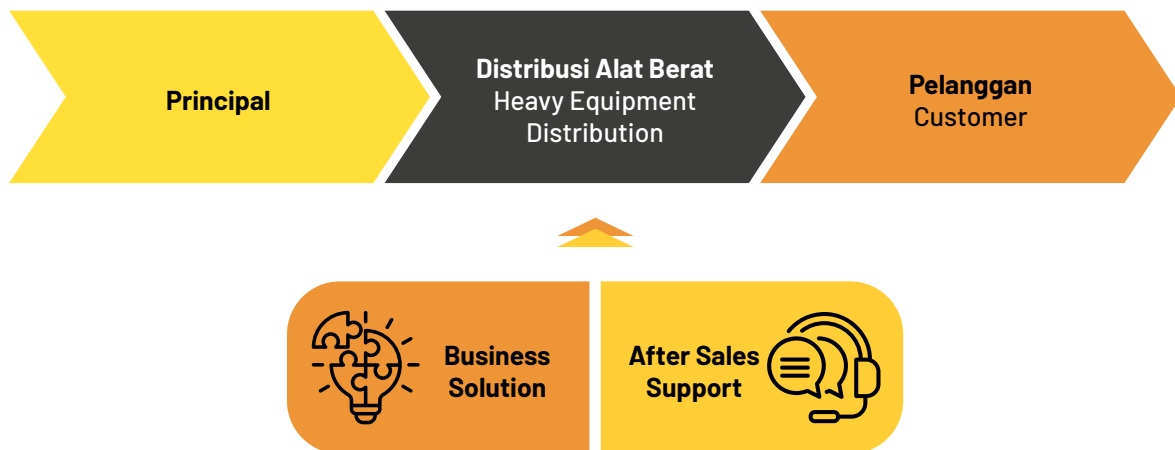 Principal
Distribusi Alat Berat
Heavy Equipment
Distribution
Pelanggan
Customer
Business
Solution
After Sales
Support